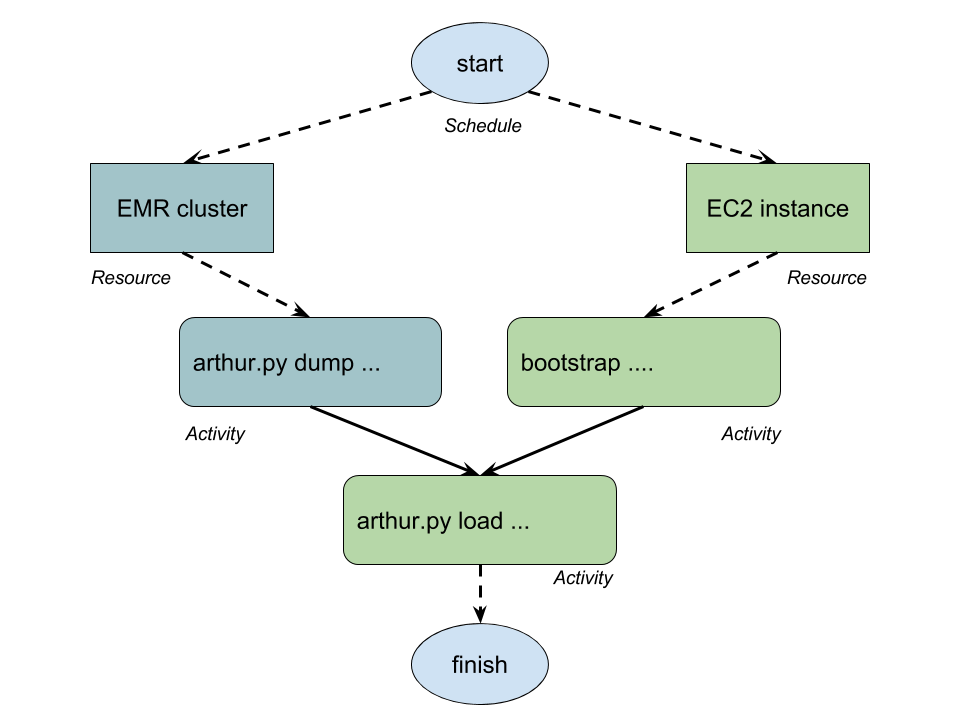 start
Schedule
EMR cluster
EC2 instance
Resource
Resource
arthur.py dump ...
bootstrap ....
Activity
Activity
arthur.py load ...
Activity
finish